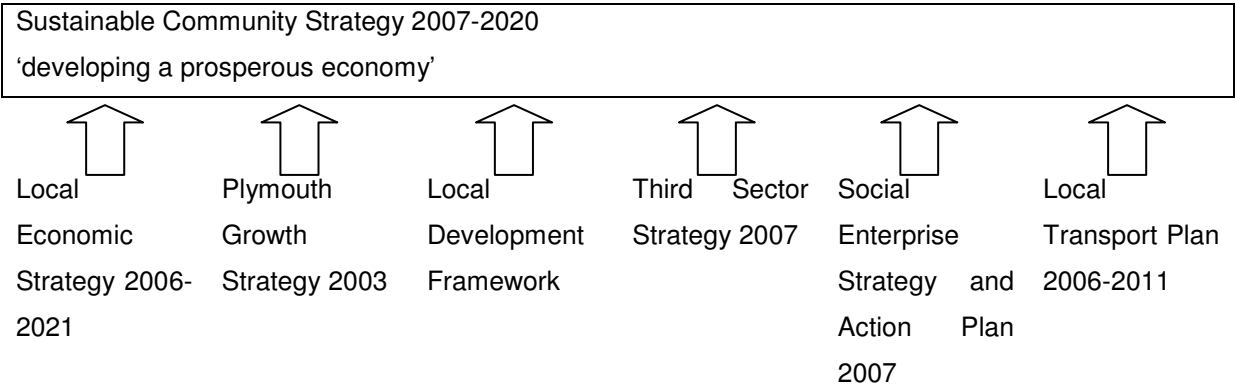 Sustainable Community Strategy 2007-2020
‘developing a prosperous economy’
Local
Economic
Strategy 2006-
2021
Plymouth
Growth
Strategy 2003
Local
Development
Framework
Third Sector
Strategy 2007
Social
Enterprise
Strategy and
Action Plan
2007
Local
Transport Plan
2006-2011